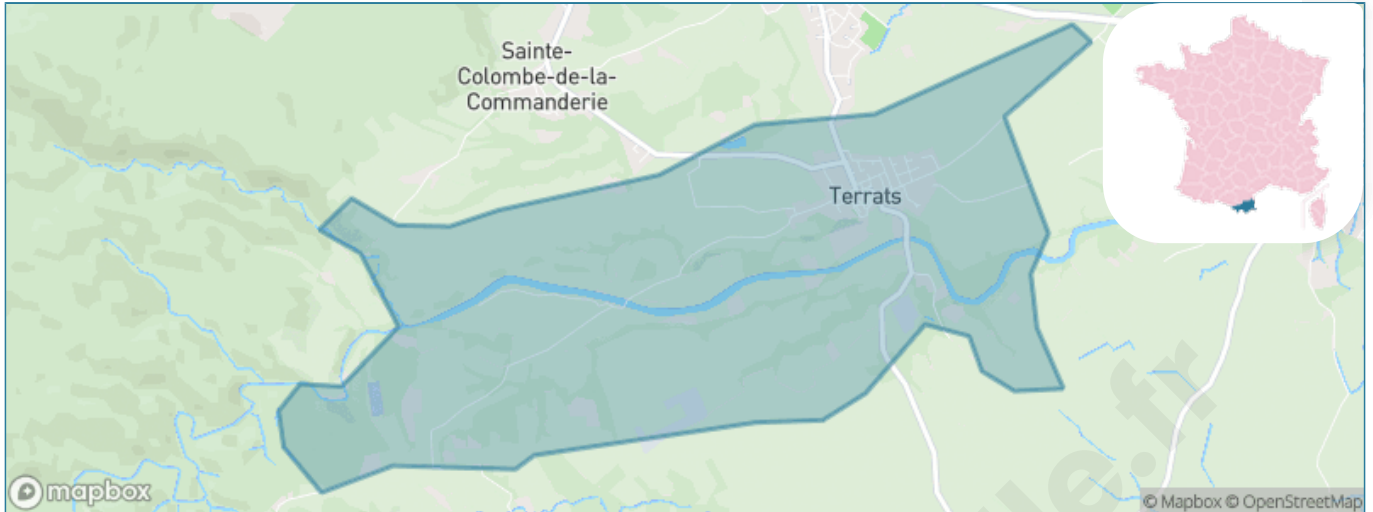 Sainte-
Colombe-de-la-
Commanderie
Terrats
mapbox
© Mapbox © OpenStreetMap